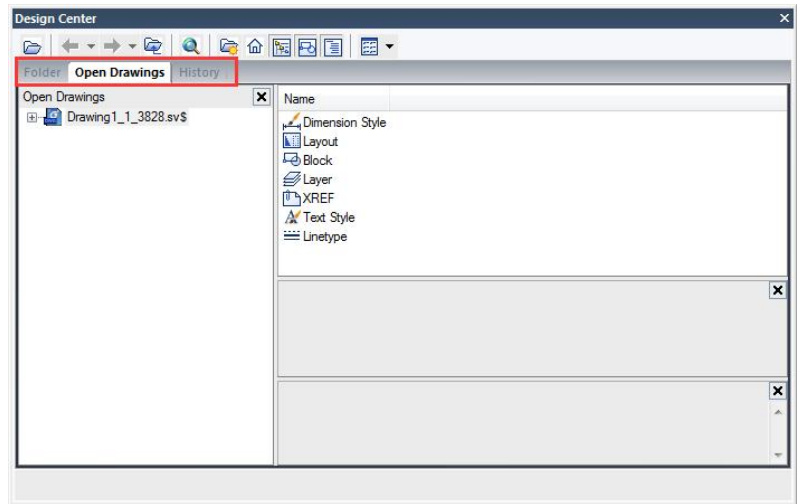 Design Center
Folder Open Drawings History
Open Drawings
Drawing1_1_3828.sv$
Name
Dimension Style
Layout
Block
Layer
XREF
Text Style
Linetype